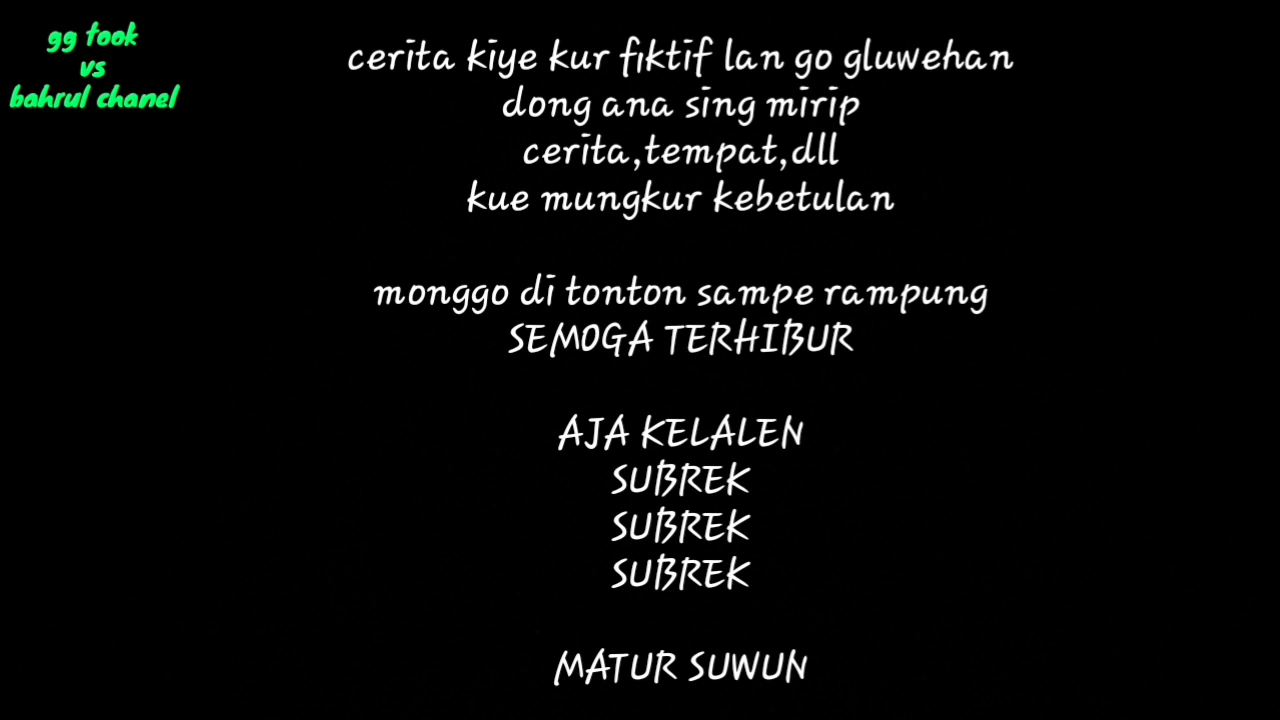 gg took
vs
bahrul chanel
cerita kiye kur fiktif lan go gluwehan
dong ana sing mirip
cerita,tempat,dll
kue mungkur kebetulan
monggo di tonton sampe rampung
SEMOGA TERHIBUR
AJA KELALEN
SUBREK
SUBREK
SUBREK
MATUR SUWUN